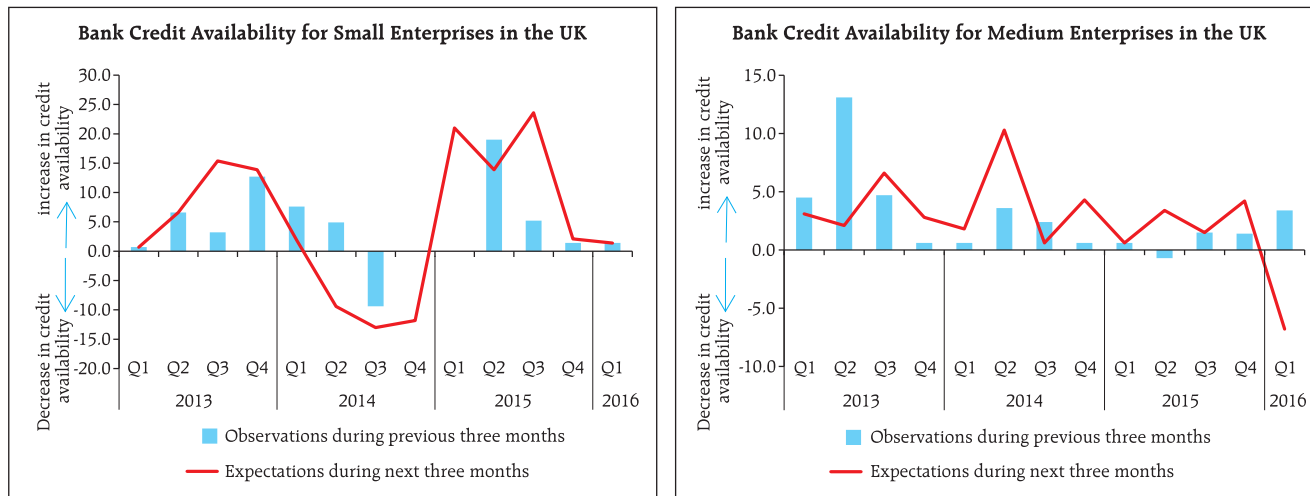 Bank Credit Availability for Small Enterprises in the UK
increase in credit
availability
Decrease in credit
availability
30.0
25.0
20.0
15.0
10.0
5.0
0.0
-5.0
-10.0
-15.0
-20.0
Q1 Q2 Q3 Q4 Q1 Q2 Q3 Q4 Q1 Q2 Q3 Q4 Q1
2013 2014 2015 2016
Observations during previous three months
Expectations during next three months
Bank Credit Availability for Medium Enterprises in the UK
increase in credit
availability
Decrease in credit
availability
15.0
10.0
5.0
0.0
-5.0
-10.0
Q1 Q2 Q3 Q4 Q1 Q2 Q3 Q4 Q1 Q2 Q3 Q4 Q1
2013 2014 2015 2016
Observations during previous three months
Expectations during next three months